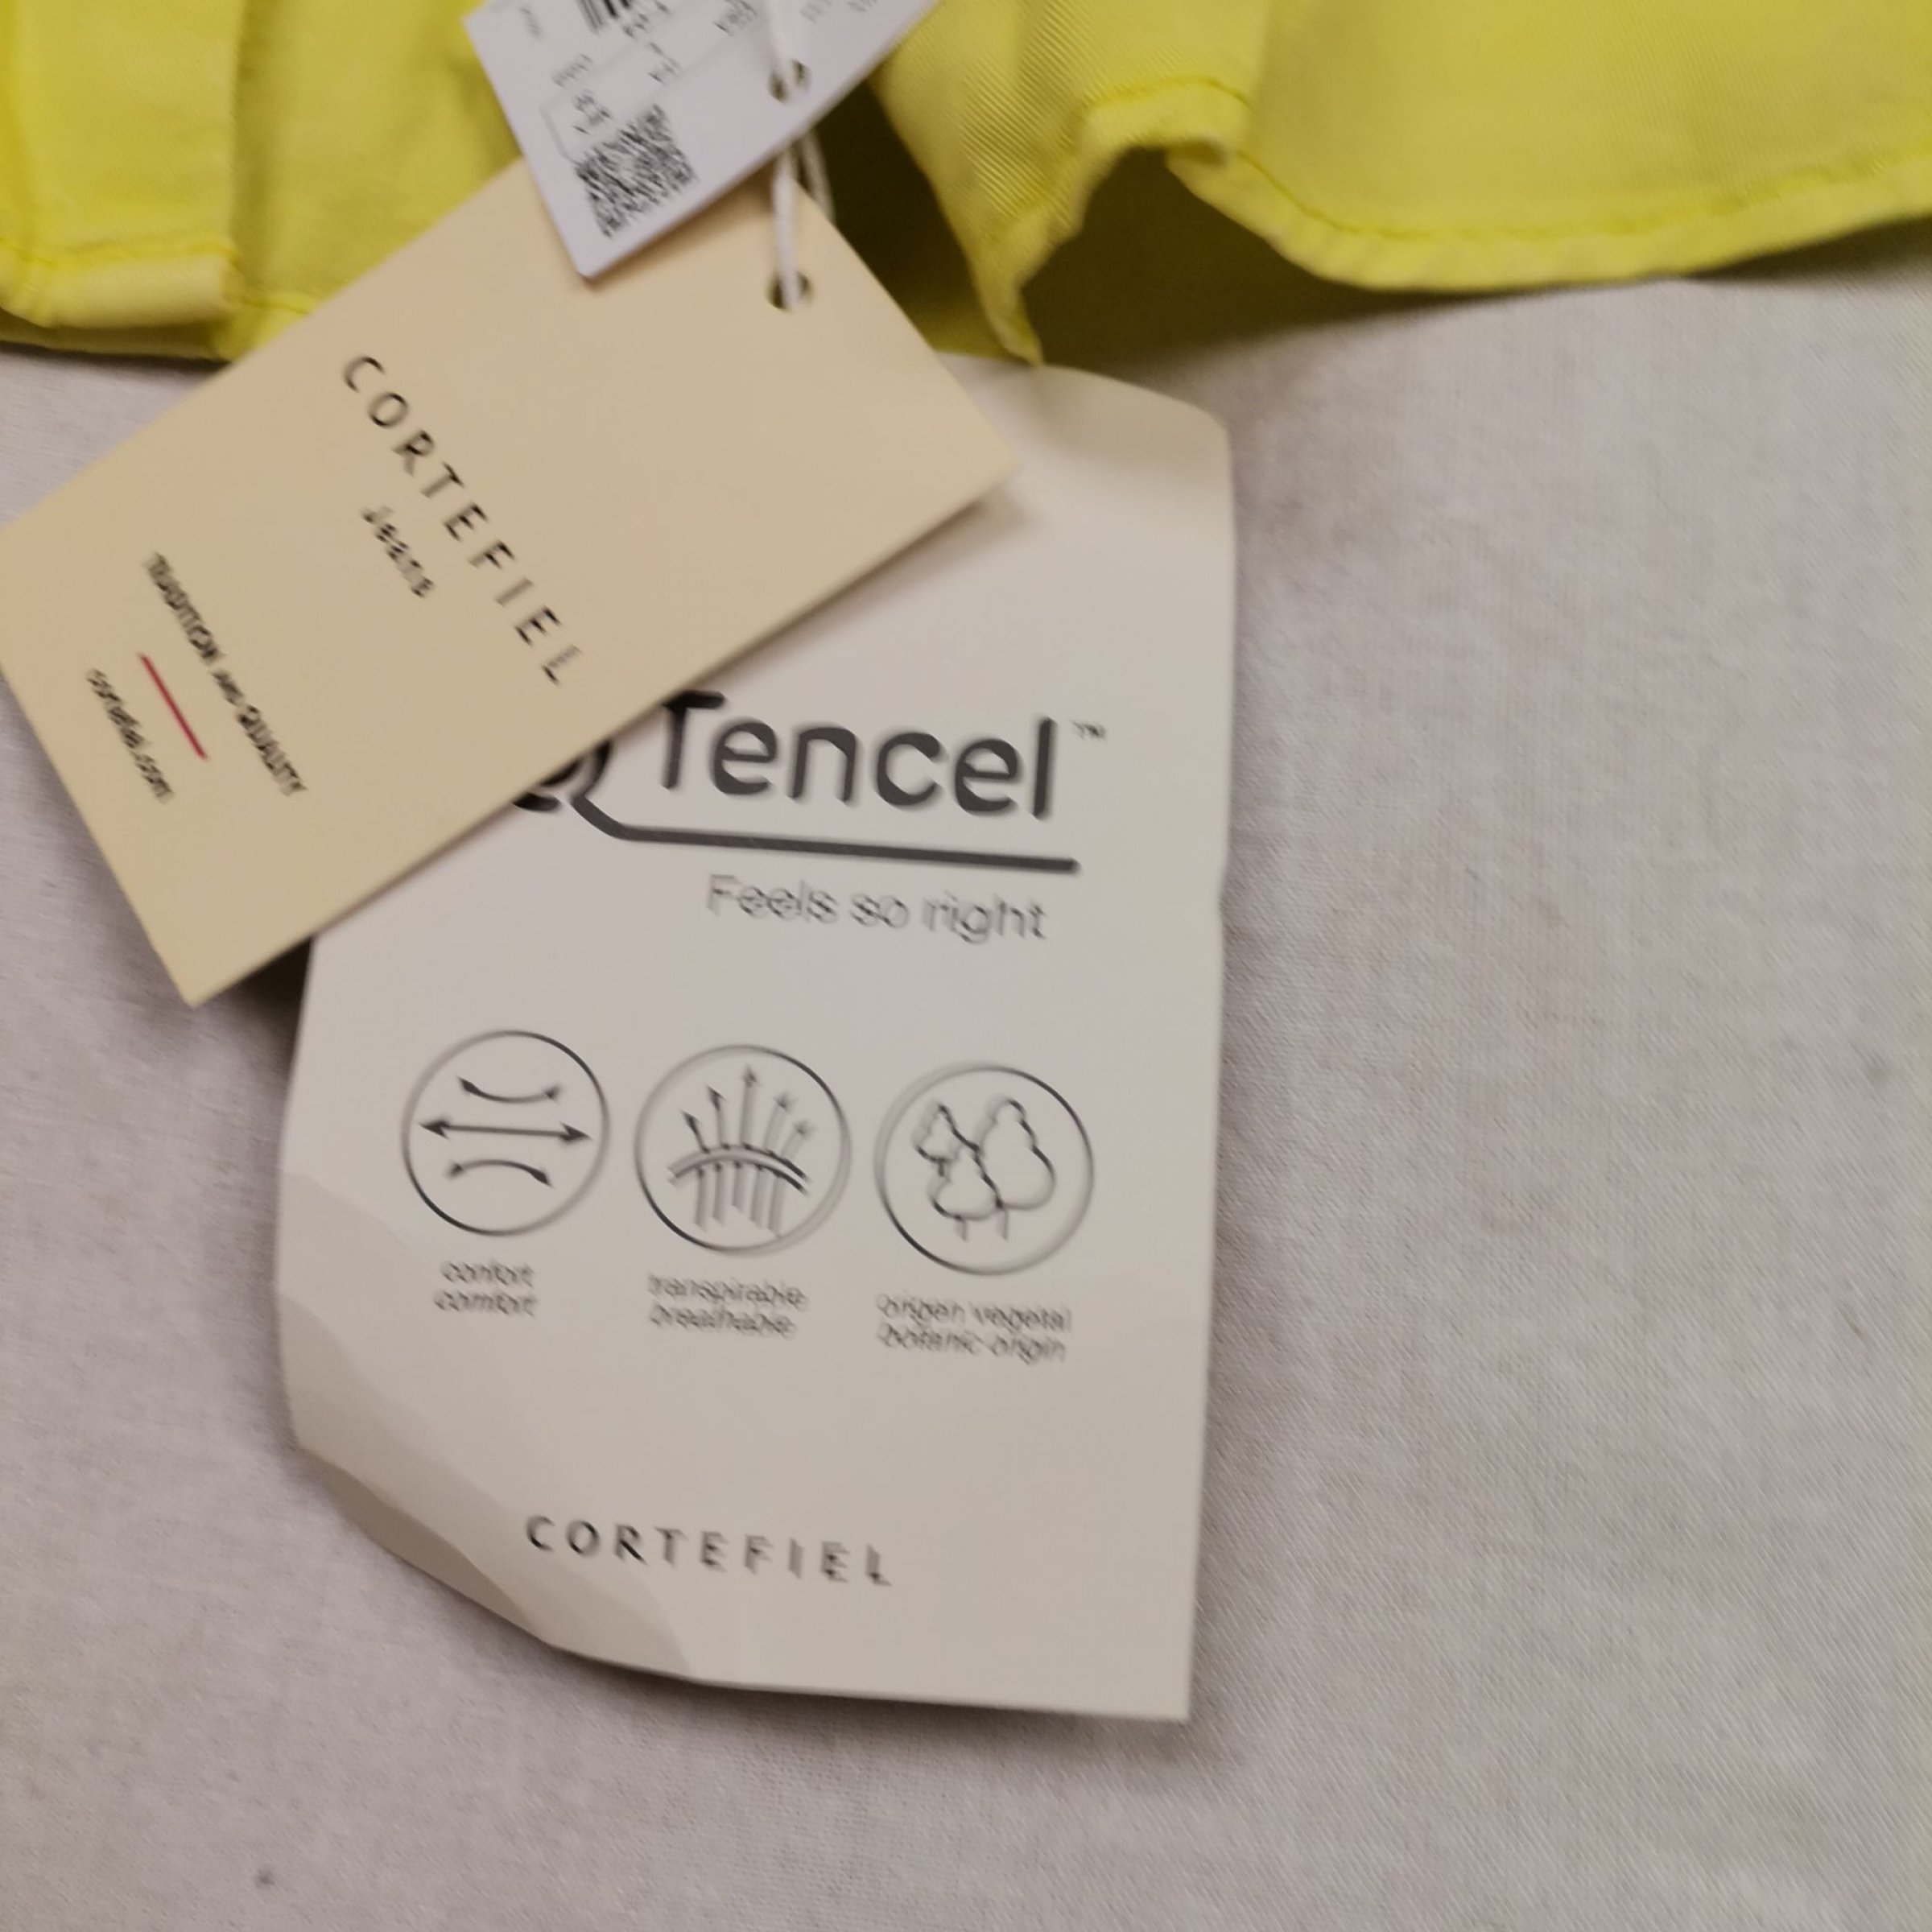 CORTEFIEL
Jeans
TRADITION AND QUALITY
cortefiel.com
Tencel™
Feels so right
confort
comfort
transpirable
breathable
origen vegetal
botanic origin
CORTEFIEL